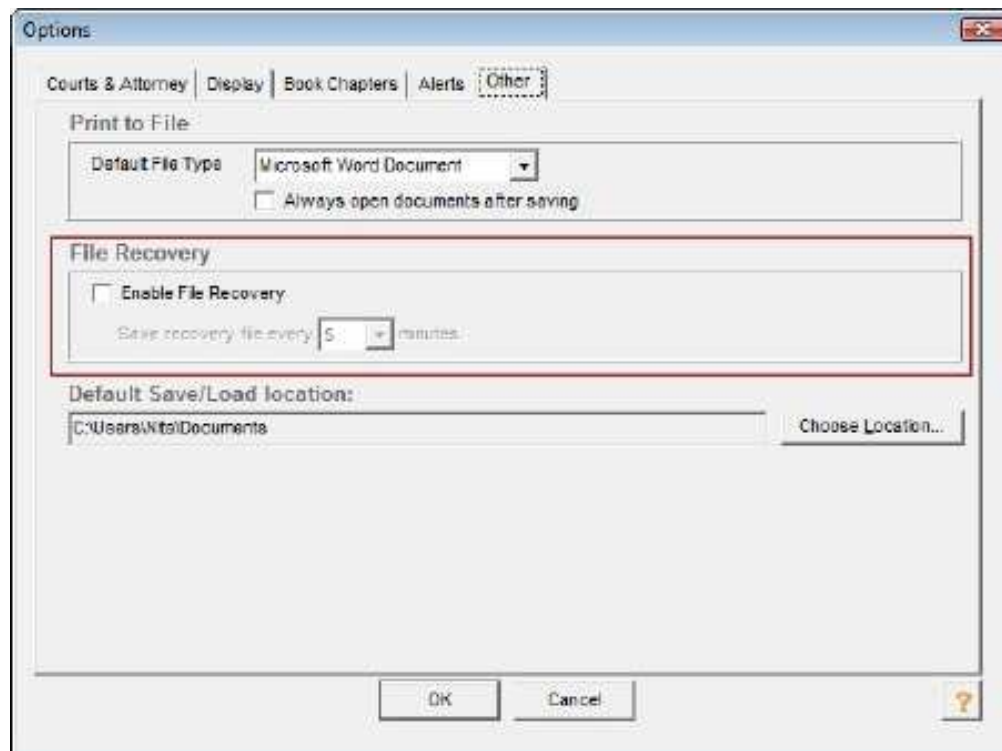 Options
Courts & Attorney Display Book Chapters Alerts Other
Print to File
Default File Type Microsoft Word Document
Always open documents after saving
File Recovery
Enable File Recovery
Save recovery file every 5 minutes
Default Save/Load location:
C:\Users\Nita\Documents Choose Location...
OK Cancel ?